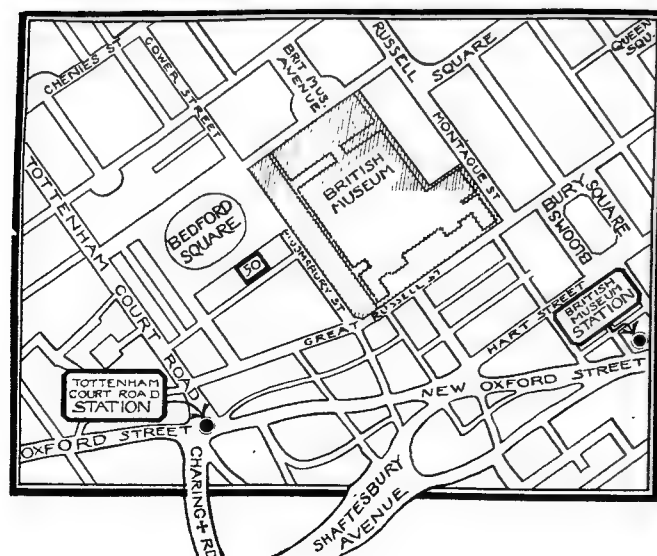 CHENIES ST
GOWER STREET
BRIT. MUS.
AVENUE
RUSSELL
SQUARE
QUEEN
SQU.
MONTAGUE ST
TOTTENHAM COURT ROAD
BEDFORD
SQUARE
50
BRITISH
MUSEUM
BLOOMSBURY SQUARE
BLOOMSBURY ST
GREAT RUSSELL ST
HART STREET
BRITISH
MUSEUM
STATION
TOTTENHAM
COURT ROAD
STATION
NEW OXFORD STREET
OXFORD STREET
CHARING + RD
SHAFTESBURY
AVENUE